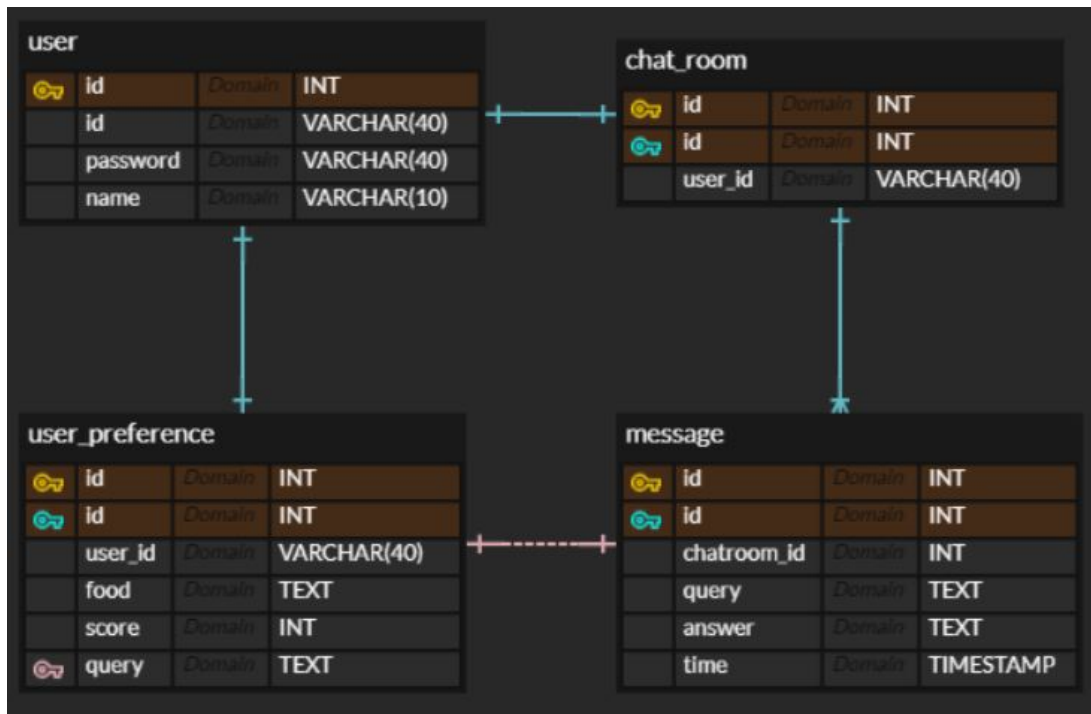 user
id Domain INT
id Domain VARCHAR(40)
password Domain VARCHAR(40)
name Domain VARCHAR(10)
chat_room
id Domain INT
id Domain INT
user_id Domain VARCHAR(40)
user_preference
id Domain INT
id Domain INT
user_id Domain VARCHAR(40)
food Domain TEXT
score Domain INT
query Domain TEXT
message
id Domain INT
id Domain INT
chatroom_id Domain INT
query Domain TEXT
answer Domain TEXT
time Domain TIMESTAMP